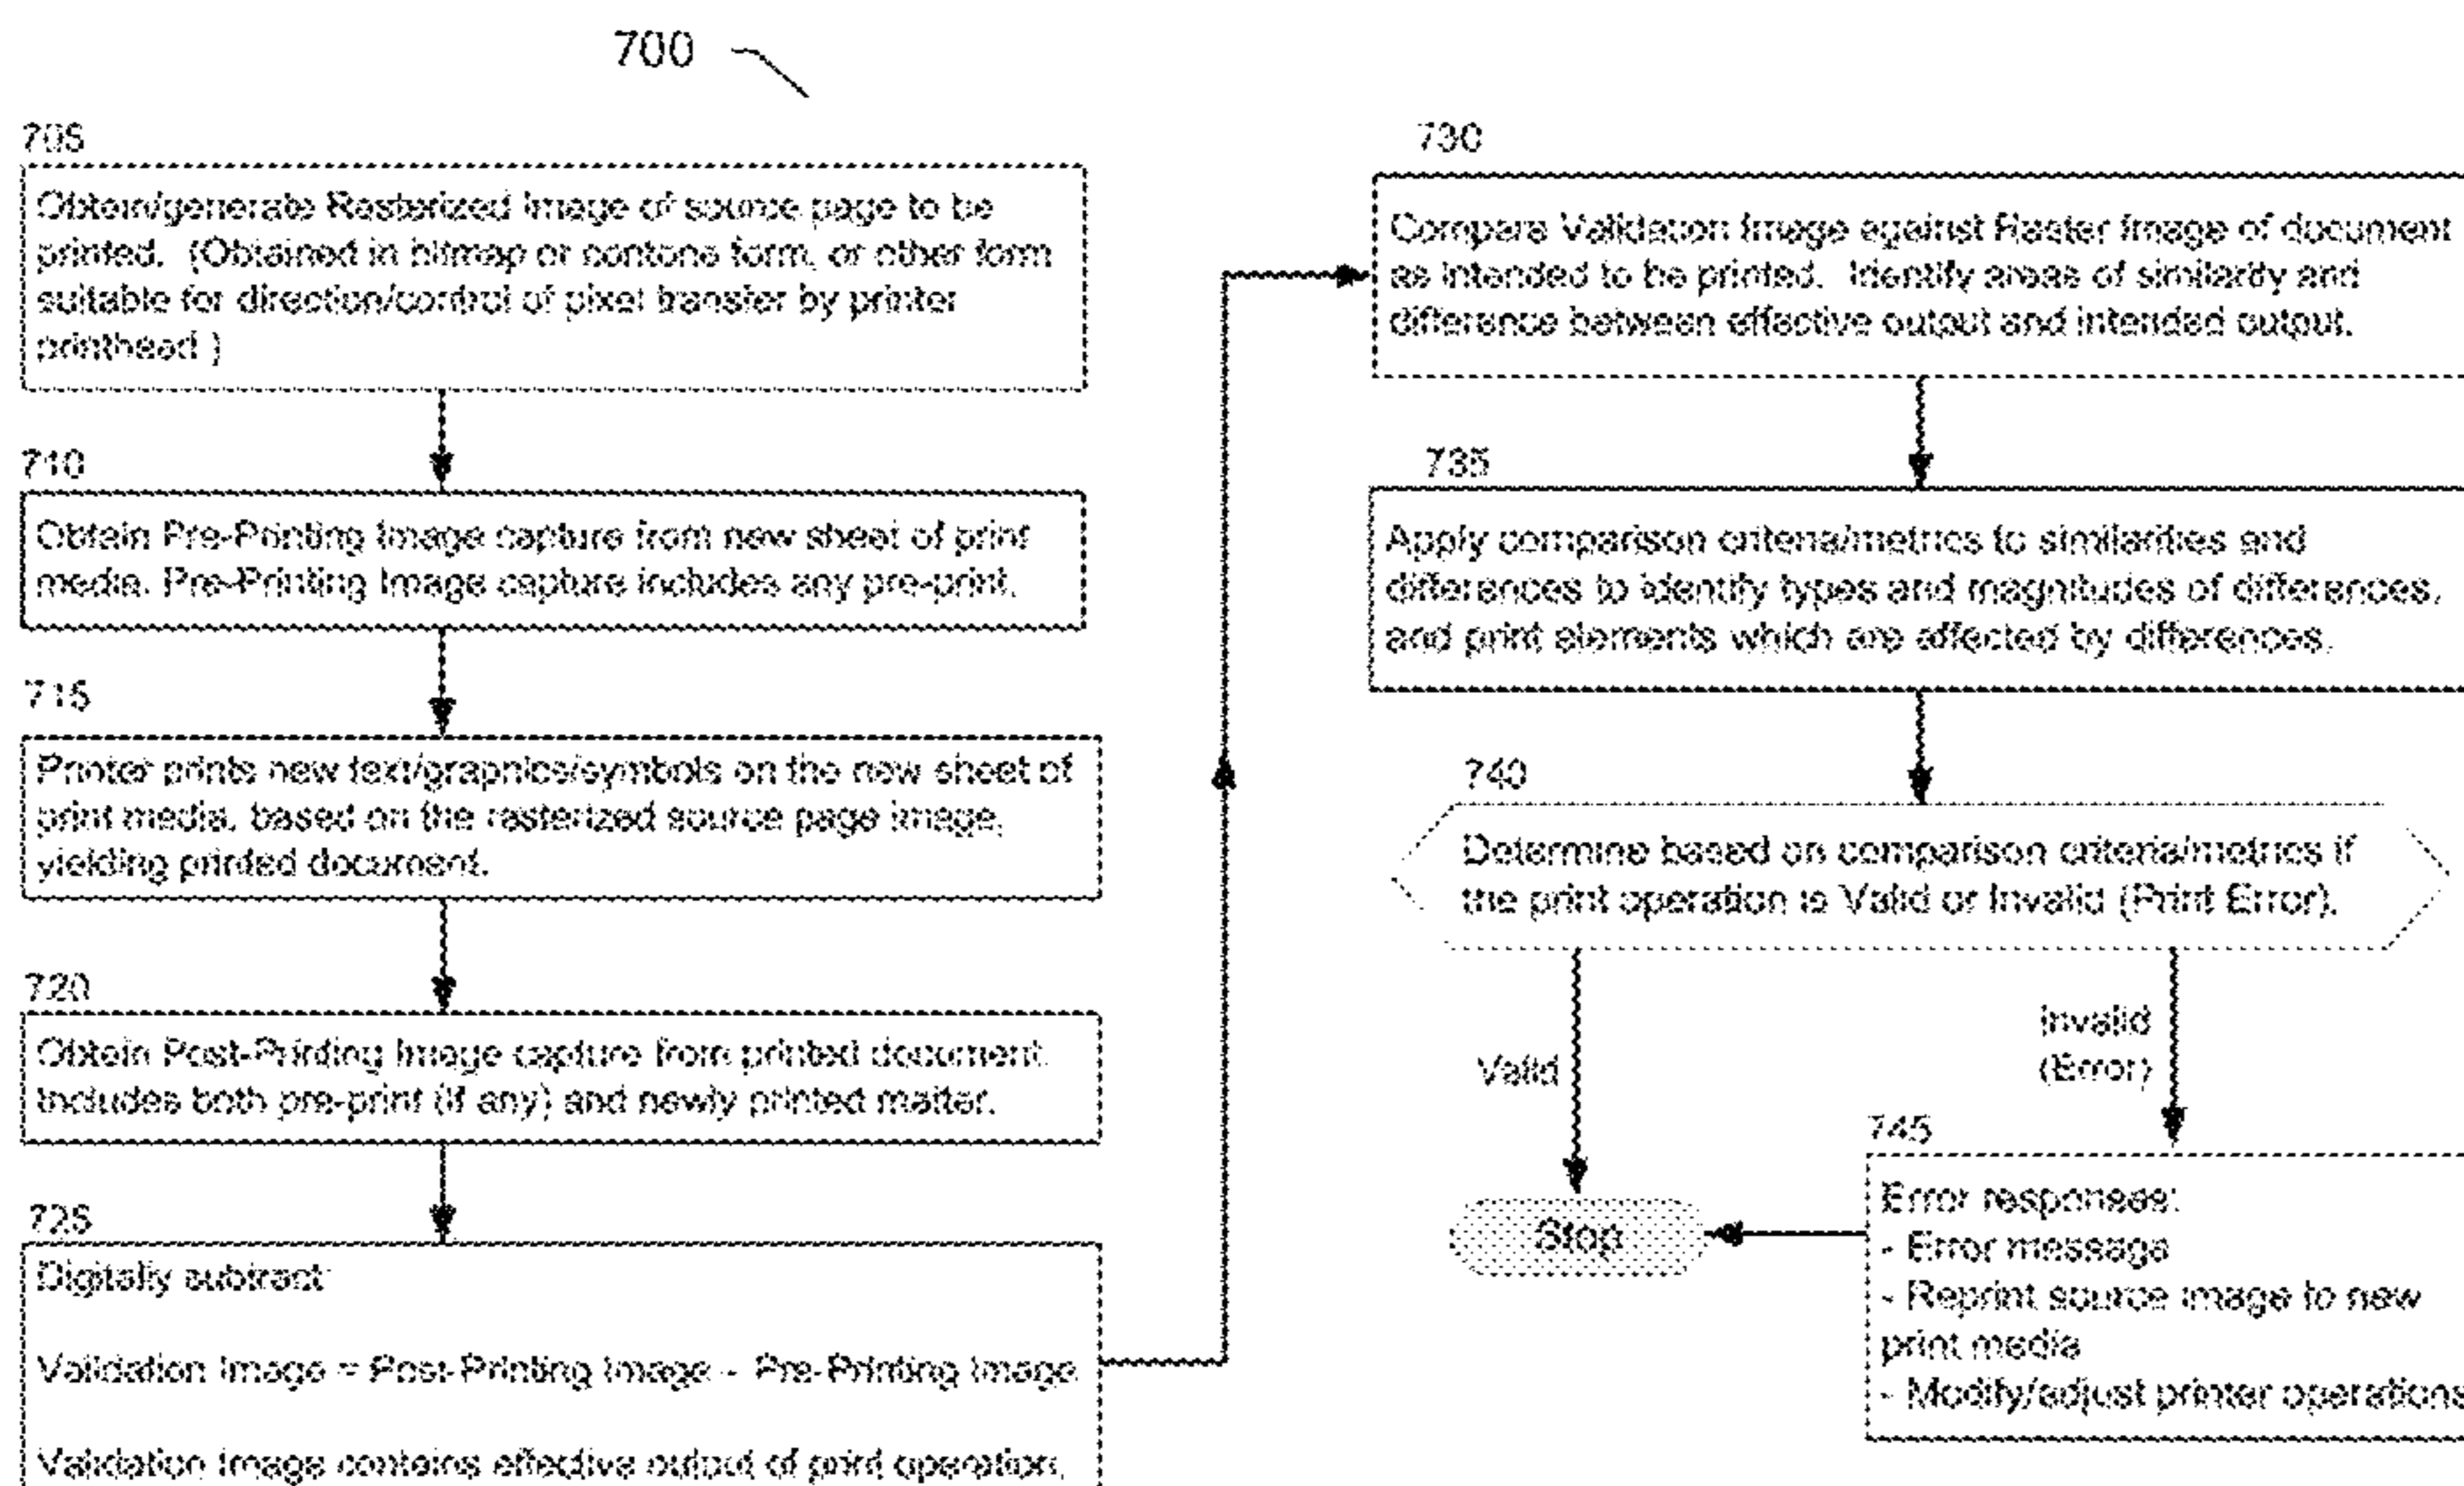 700
705
Obtain/generate Rasterized Image of source page to be
printed. (Obtained in bitmap or contone form, or other form
suitable for direction/control of pixel transfer by printer
printhead.)
710
Obtain Pre-Printing Image capture from new sheet of print
media. Pre-Printing Image capture includes any pre-print.
715
Printer prints new text/graphics/symbols on the new sheet of
print media, based on the rasterized source page image,
yielding printed document.
720
Obtain Post-Printing Image capture from printed document.
Includes both pre-print (if any) and newly printed matter.
725
Digitally subtract:
Validation Image = Post-Printing Image - Pre-Printing Image
Validation Image contains effective output of print operation.
730
Compare Validation Image against Raster Image of document
as intended to be printed. Identify areas of similarity and
difference between effective output and intended output.
735
Apply comparison criteria/metrics to similarities and
differences to identify types and magnitudes of differences,
and print elements which are affected by differences.
740
Determine based on comparison criteria/metrics if
the print operation is Valid or Invalid (Print Error).
Valid
Invalid
(Error)
Stop
745
Error responses:
- Error message
- Reprint source image to new
print media
- Modify/adjust printer operations